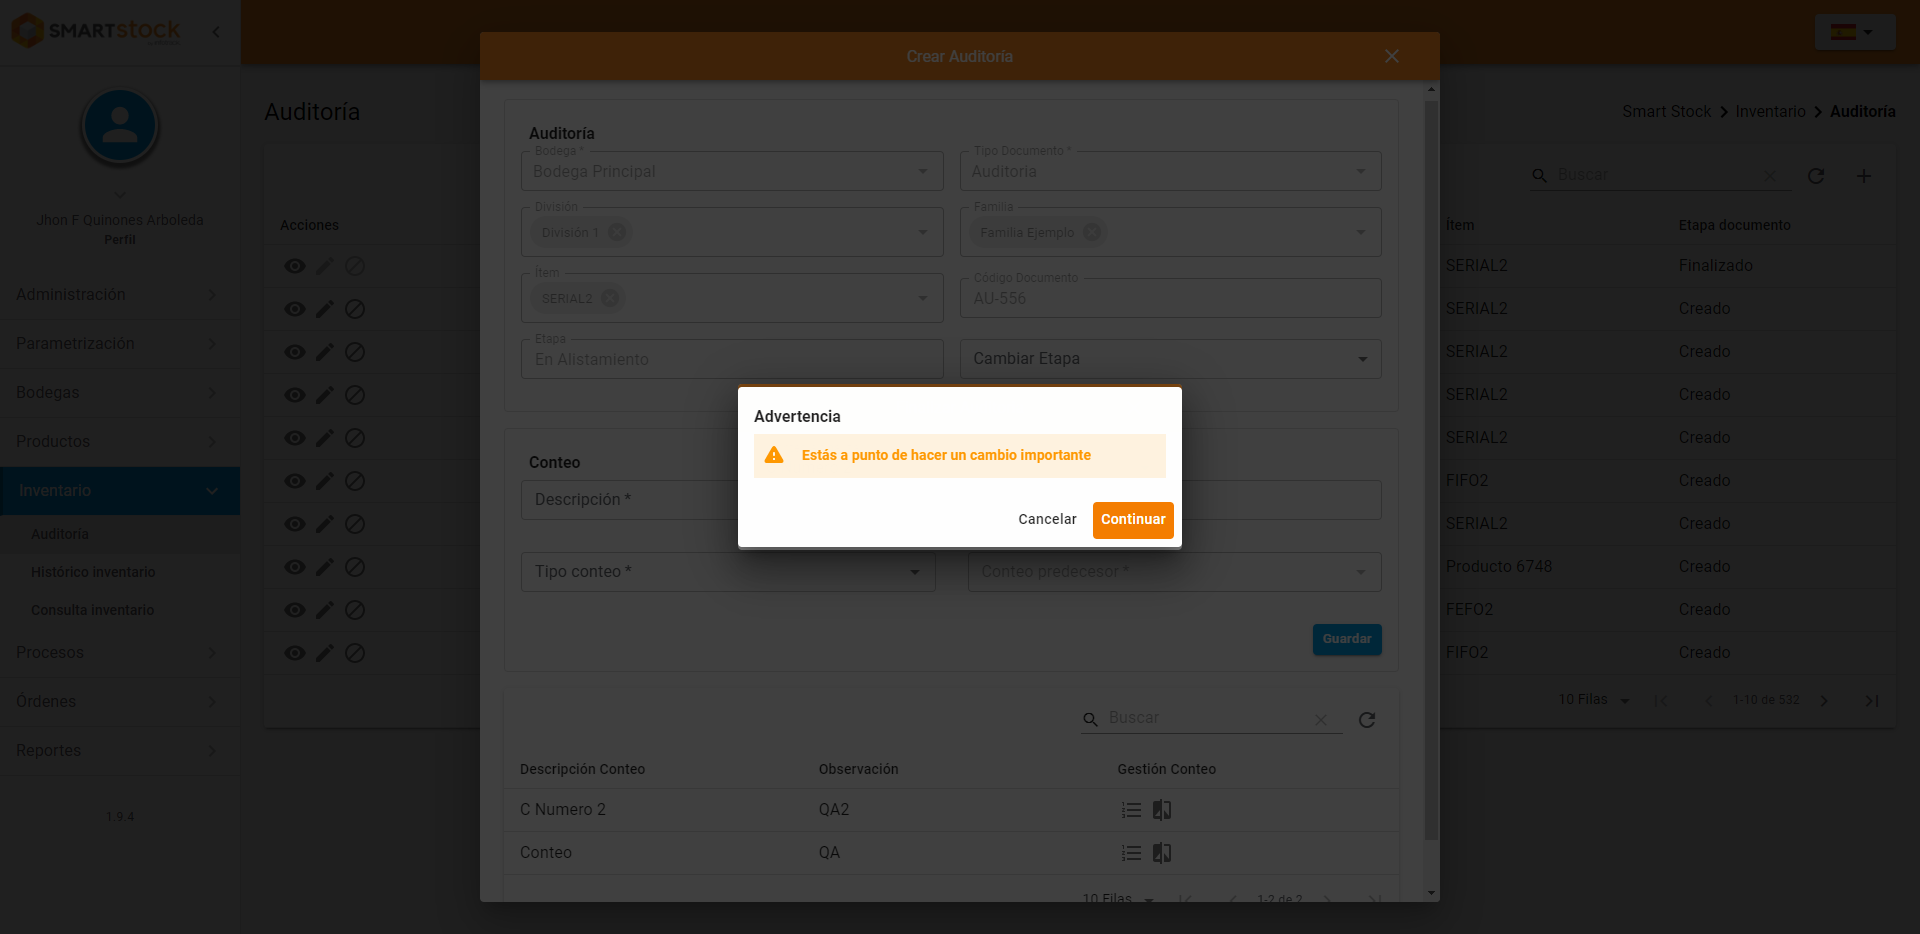 SMARTSTOCK
Crear Auditoría
Auditoría
Smart Stock
Inventario
Auditoría
Jhon F Quinones Arboleda
Perfil
Administración
Parametrización
Bodegas
Productos
Inventario
Auditoría
Histórico inventario
Consulta inventario
Procesos
Órdenes
Reportes
1.9.4
Acciones
Auditoría
Bodega *
Bodega Principal
Tipo Documento *
Auditoria
División
División 1
Familia
Familia Ejemplo
Ítem
SERIAL2
Código Documento
AU-556
Etapa
En Alistamiento
Cambiar Etapa
Advertencia
Estás a punto de hacer un cambio importante
Cancelar
Continuar
Conteo
Descripción *
Tipo conteo *
Conteo predecesor *
Guardar
Buscar
Descripción Conteo
Observación
Gestión Conteo
C Numero 2
QA2
Conteo
QA
10 Filas
1-2 de 2
Buscar
Ítem
Etapa documento
SERIAL2
Finalizado
SERIAL2
Creado
SERIAL2
Creado
SERIAL2
Creado
SERIAL2
Creado
FIFO2
Creado
SERIAL2
Creado
Producto 6748
Creado
FEFO2
Creado
FIFO2
Creado
10 Filas
1-10 de 532